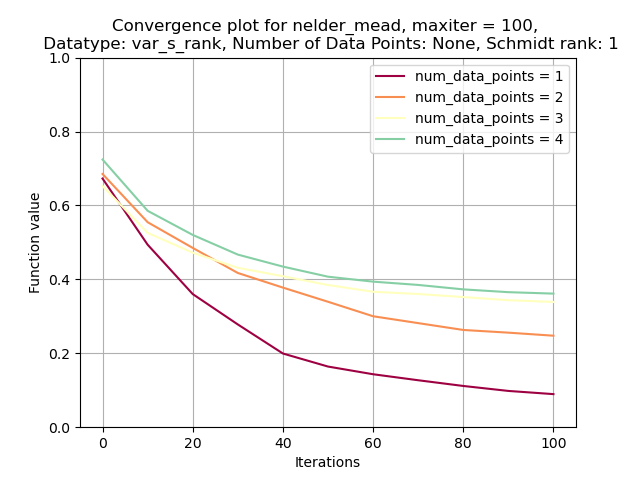 Convergence plot for nelder_mead, maxiter = 100,
Datatype: var_s_rank, Number of Data Points: None, Schmidt rank: 1
1.0
0.8
0.6
0.4
0.2
0.0
Function value
num_data_points = 1
num_data_points = 2
num_data_points = 3
num_data_points = 4
0 20 40 60 80 100
Iterations